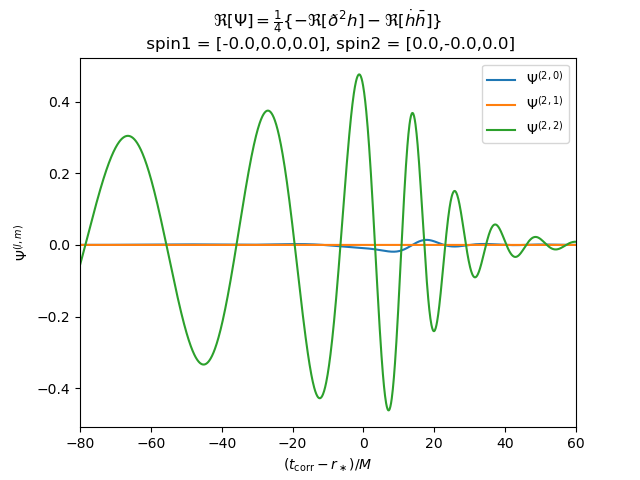 ℜ[Ψ] = 1/4{−ℜ[ð²h] − ℜ[ḣh̄]}
spin1 = [-0.0,0.0,0.0], spin2 = [0.0,-0.0,0.0]
Ψ^(2,0)
Ψ^(2,1)
Ψ^(2,2)
Ψ^(l,m)
0.4
0.2
0.0
−0.2
−0.4
−80 −60 −40 −20 0 20 40 60
(t_corr − r_∗)/M